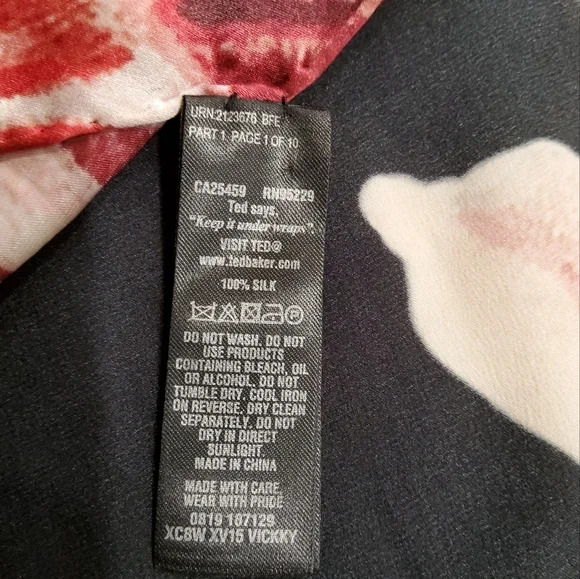 URN.2123676 BFE
PART 1 PAGE 1 OF 10
CA25459 RN95229
Ted says,
"Keep it under wraps".
VISIT TED@
www.tedbaker.com
100% SILK
P
DO NOT WASH. DO NOT
USE PRODUCTS
CONTAINING BLEACH, OIL
OR ALCOHOL. DO NOT
TUMBLE DRY. COOL IRON
ON REVERSE. DRY CLEAN
SEPARATELY. DO NOT
DRY IN DIRECT
SUNLIGHT.
MADE IN CHINA
MADE WITH CARE,
WEAR WITH PRIDE
0819 187129
XC8W XV15 VICKKY